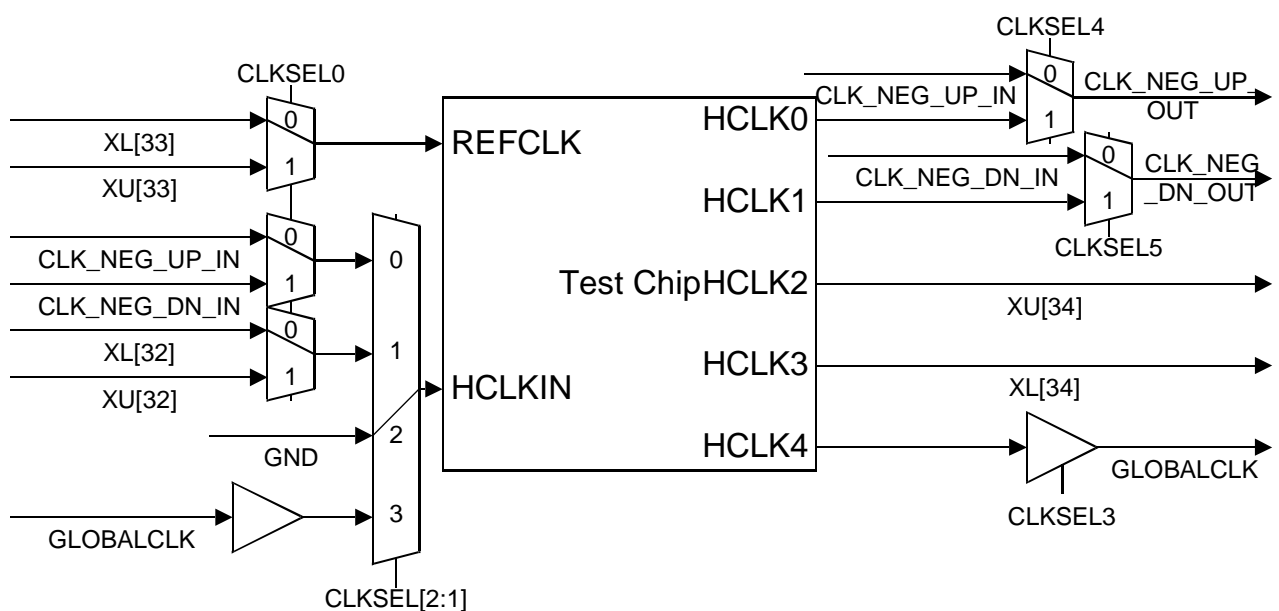 CLKSEL4
CLKSEL0
0
CLK_NEG_UP_
OUT
CLK_NEG_UP_IN
1
0
XL[33]
1
XU[33]
REFCLK
HCLK0
0
CLK_NEG
_DN_OUT
CLK_NEG_DN_IN
1
HCLK1
CLKSEL5
0
CLK_NEG_UP_IN
1
CLK_NEG_DN_IN
0
XL[32]
1
XU[32]
0
1
2
3
GND
GLOBALCLK
CLKSEL[2:1]
HCLKIN
Test Chip
HCLK2
XU[34]
HCLK3
XL[34]
HCLK4
GLOBALCLK
CLKSEL3